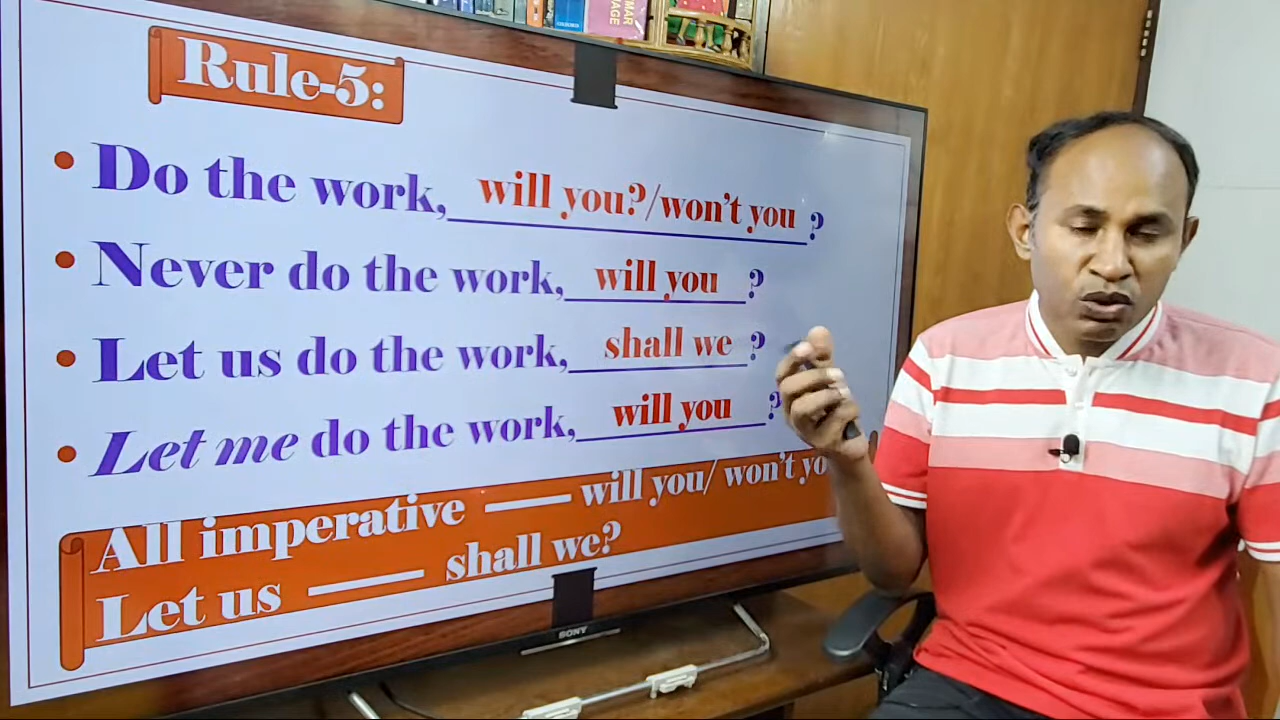 MAR
AGE
Rule-5:
• Do the work, will you?/won't you ?
• Never do the work, will you ?
• Let us do the work, shall we ?
• Let me do the work, will you ?
All imperative —— will you/ won't yo
Let us —— shall we?
SONY